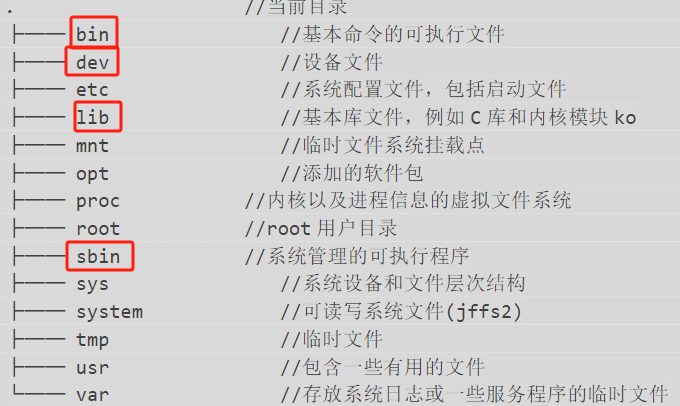 . //当前目录
├── bin //基本命令的可执行文件
├── dev //设备文件
├── etc //系统配置文件，包括启动文件
├── lib //基本库文件，例如 C 库和内核模块 ko
├── mnt //临时文件系统挂载点
├── opt //添加的软件包
├── proc //内核以及进程信息的虚拟文件系统
├── root //root 用户目录
├── sbin //系统管理的可执行程序
├── sys //系统设备和文件层次结构
├── system //可读写系统文件(jffs2)
├── tmp //临时文件
├── usr //包含一些有用的文件
└── var //存放系统日志或一些服务程序的临时文件